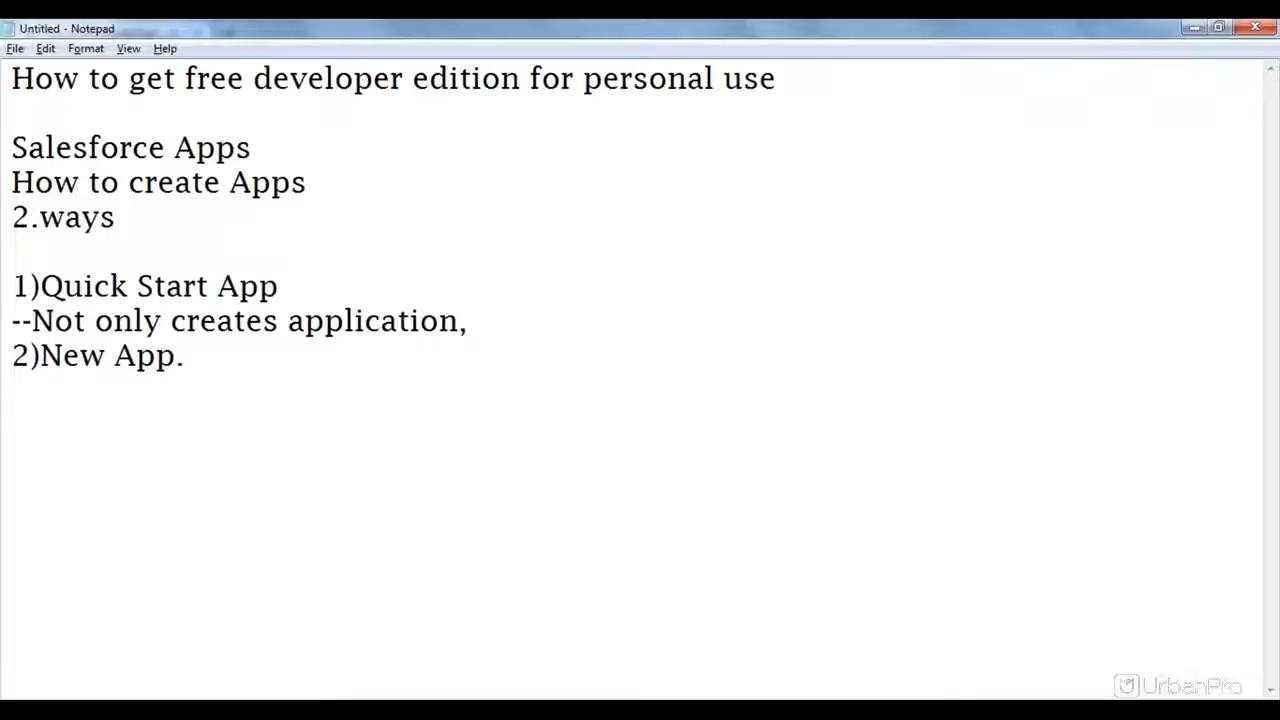 Untitled - Notepad
File Edit Format View Help
How to get free developer edition for personal use
Salesforce Apps
How to create Apps
2.ways
1)Quick Start App
--Not only creates application,
2)New App.
UrbanPro